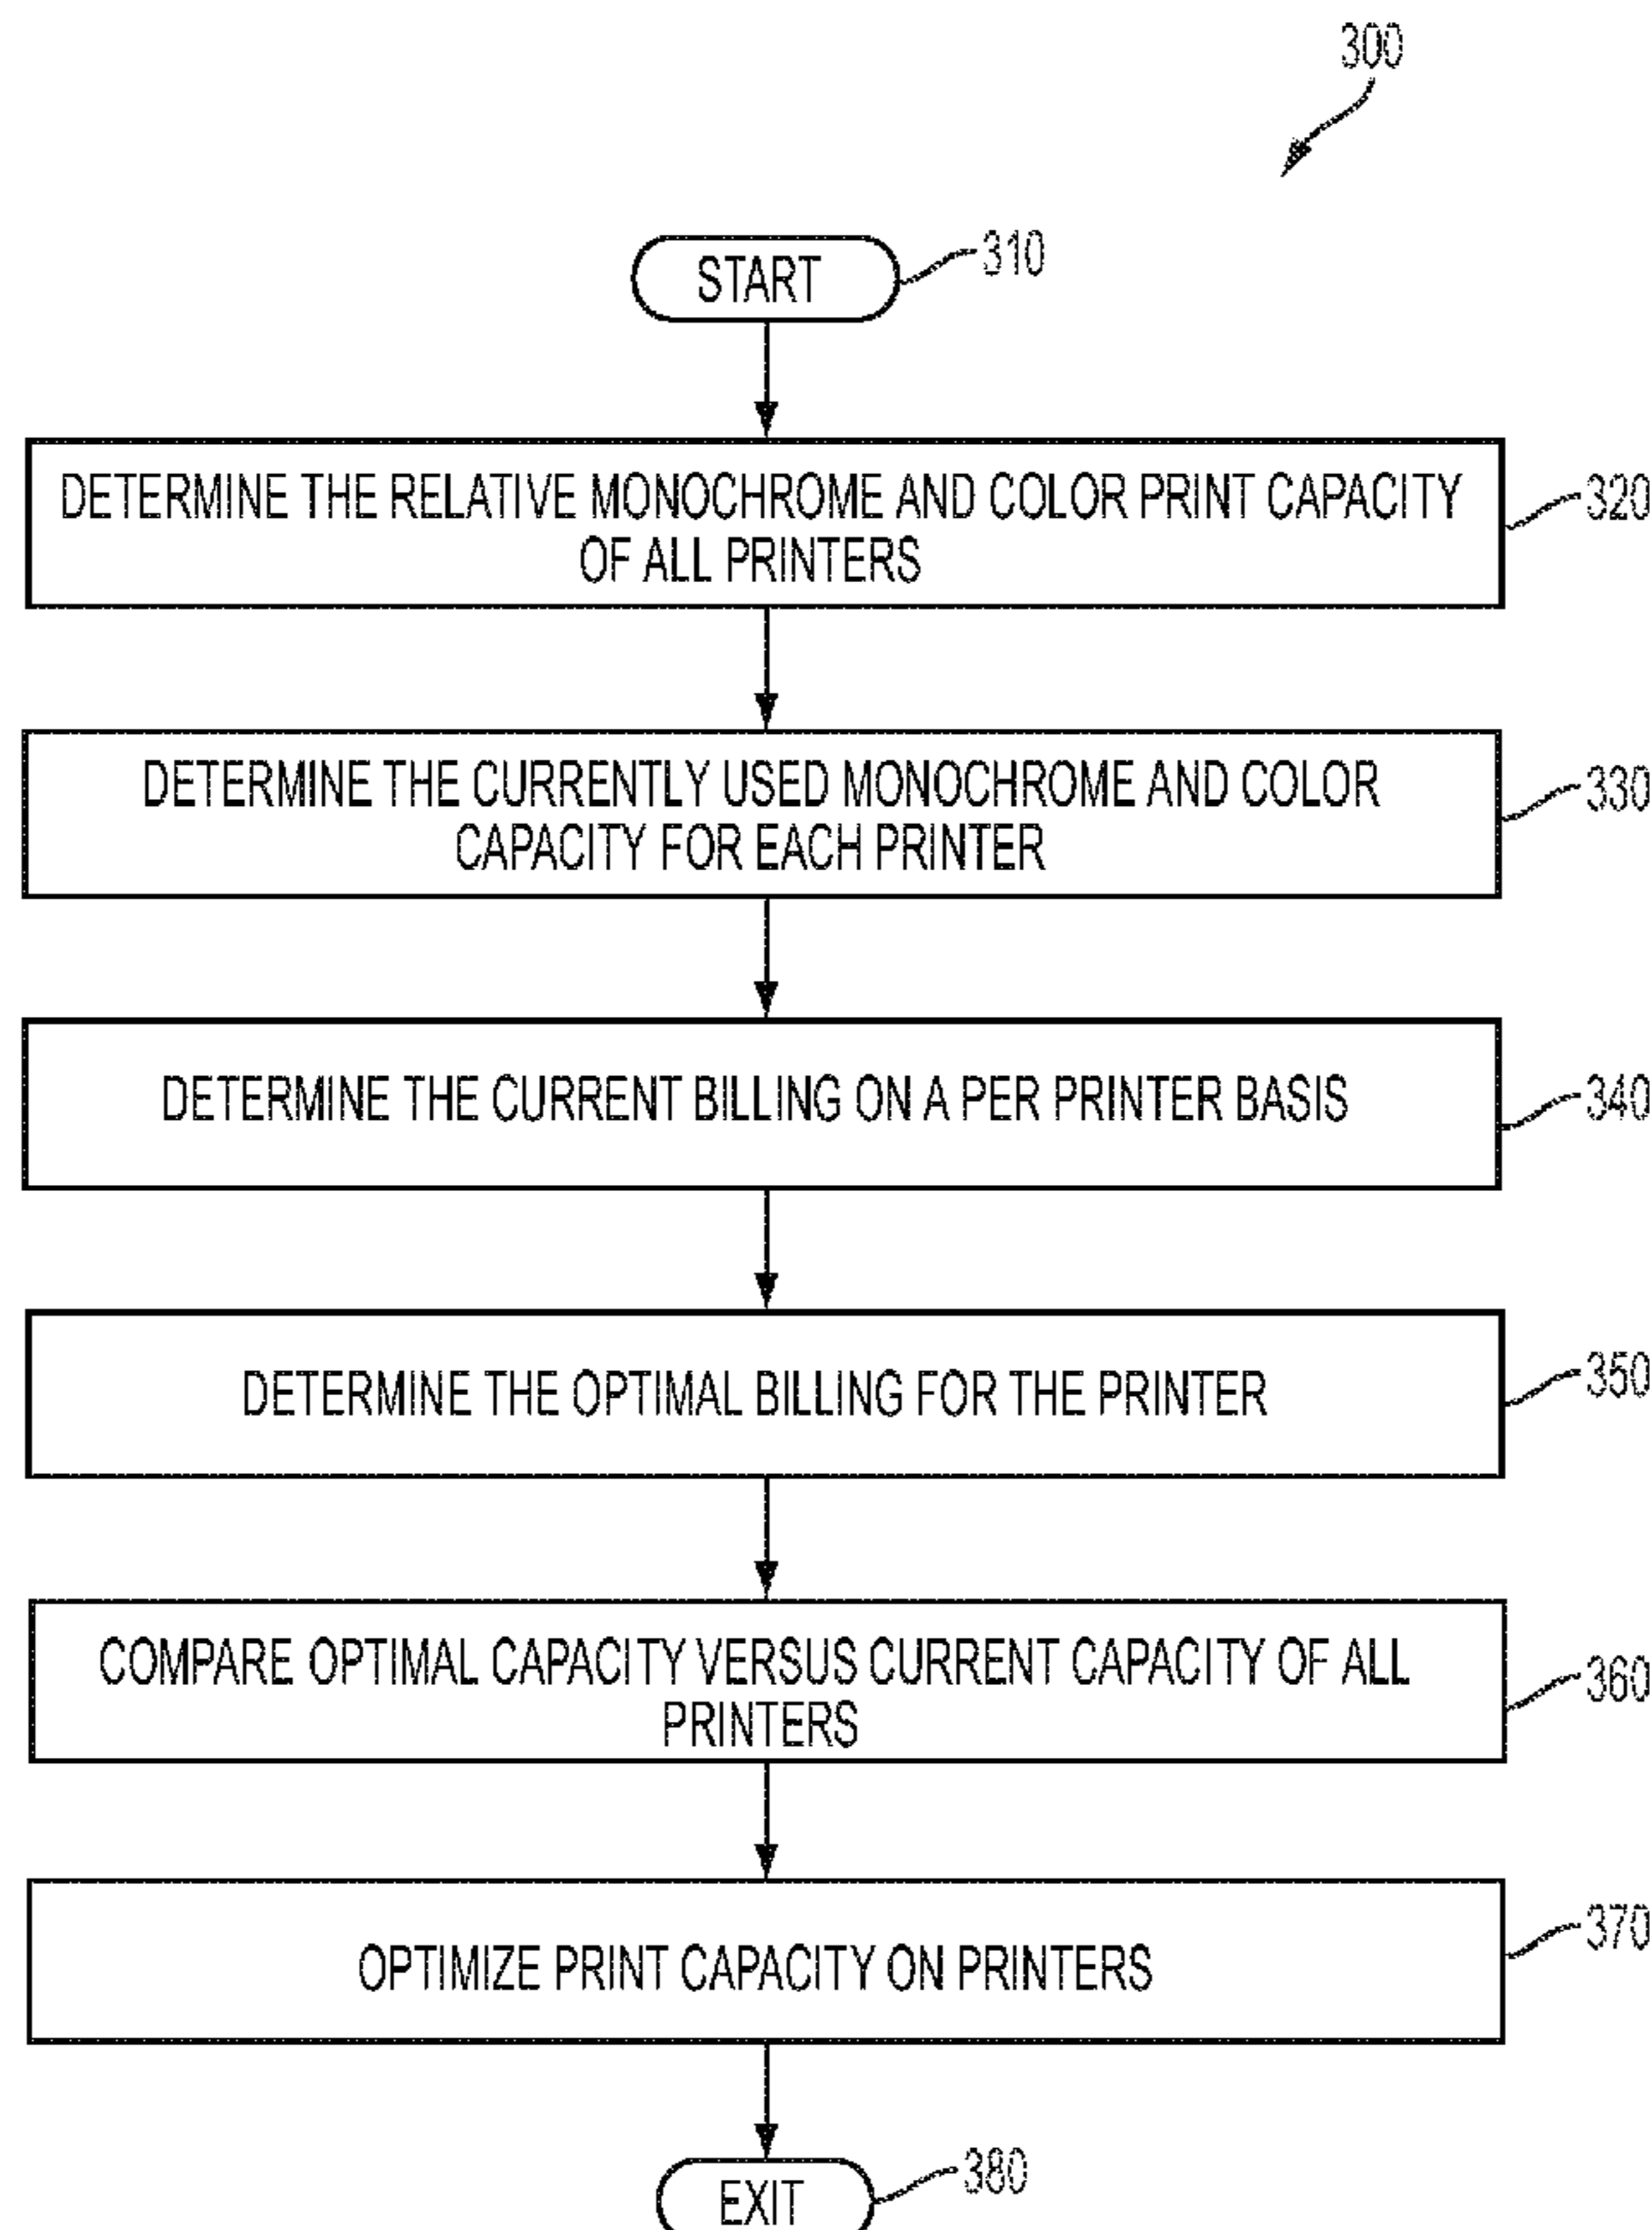 300
START
310
DETERMINE THE RELATIVE MONOCHROME AND COLOR PRINT CAPACITY
OF ALL PRINTERS
320
DETERMINE THE CURRENTLY USED MONOCHROME AND COLOR
CAPACITY FOR EACH PRINTER
330
DETERMINE THE CURRENT BILLING ON A PER PRINTER BASIS
340
DETERMINE THE OPTIMAL BILLING FOR THE PRINTER
350
COMPARE OPTIMAL CAPACITY VERSUS CURRENT CAPACITY OF ALL
PRINTERS
360
OPTIMIZE PRINT CAPACITY ON PRINTERS
370
EXIT
380